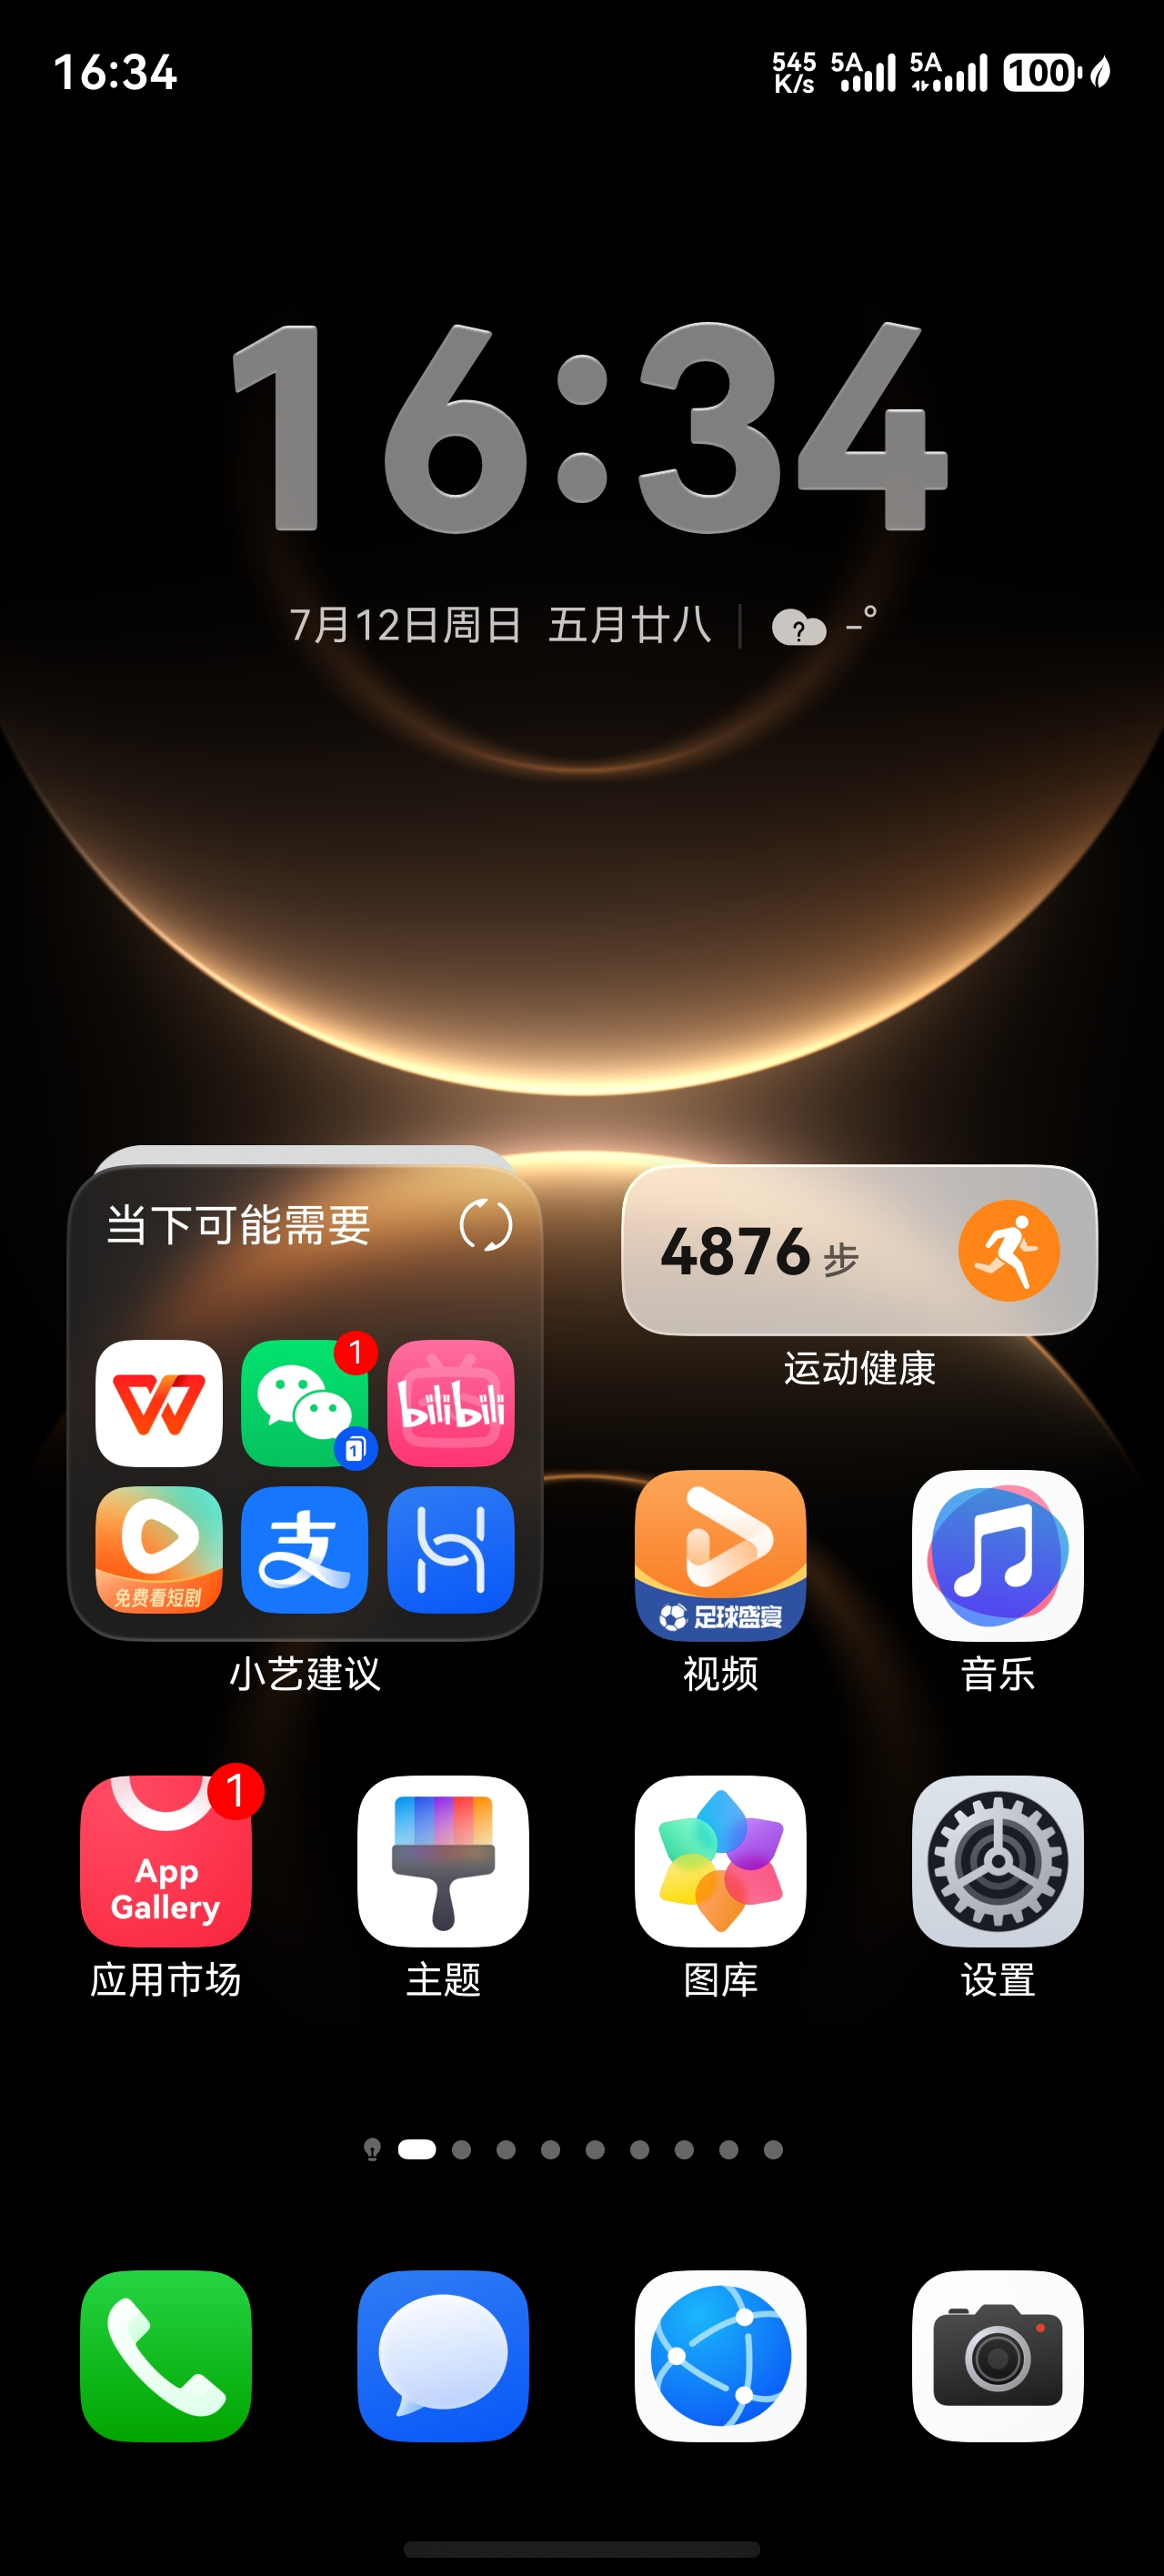 16:34
545 K/s 5A 5A 100
16:34
7月12日周日 五月廿八 ? -°
当下可能需要
4876 步
运动健康
1
bilibili
1
免费看短剧
支
足球盛宴
小艺建议
视频
音乐
1
App
Gallery
应用市场
主题
图库
设置